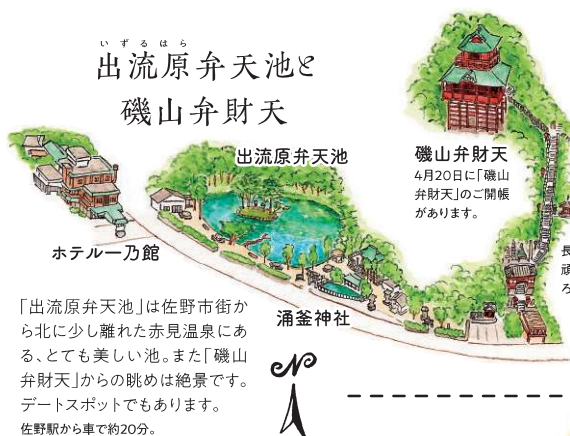 いずるはら
出流原弁天池と
磯山弁財天
出流原弁天池
磯山弁財天
4月20日に「磯山
弁財天」のご開帳
があります。
ホテル一乃館
涌釜神社
「出流原弁天池」は佐野市街か
ら北に少し離れた赤見温泉にあ
る、とても美しい池。また「磯山
弁財天」からの眺めは絶景です。
デートスポットでもあります。
佐野駅から車で約20分。
N
長
頑
ろ